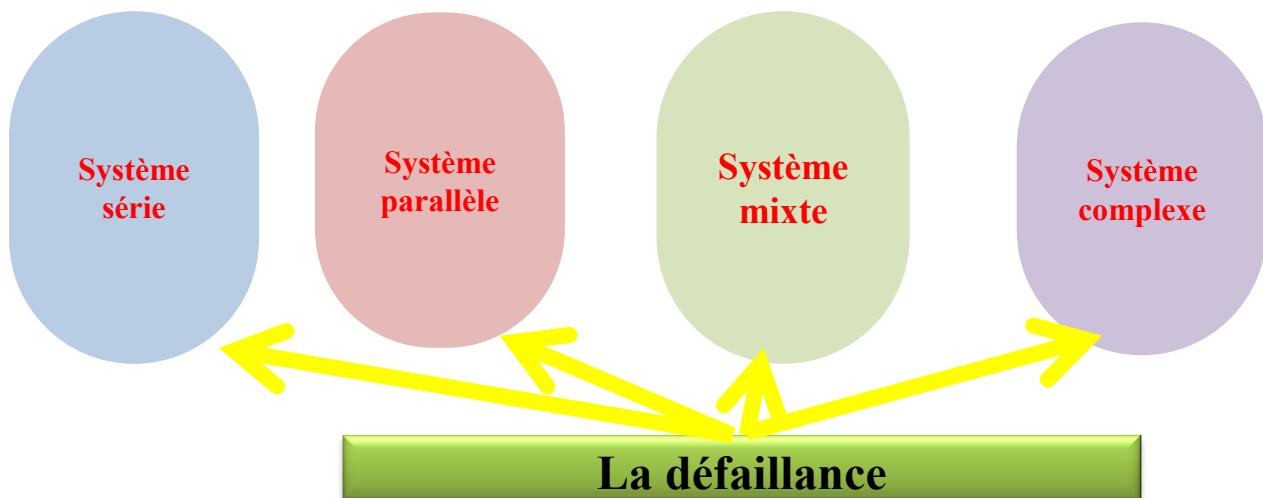 Système
série
Système
parallèle
Système
mixte
Système
complexe
La défaillance